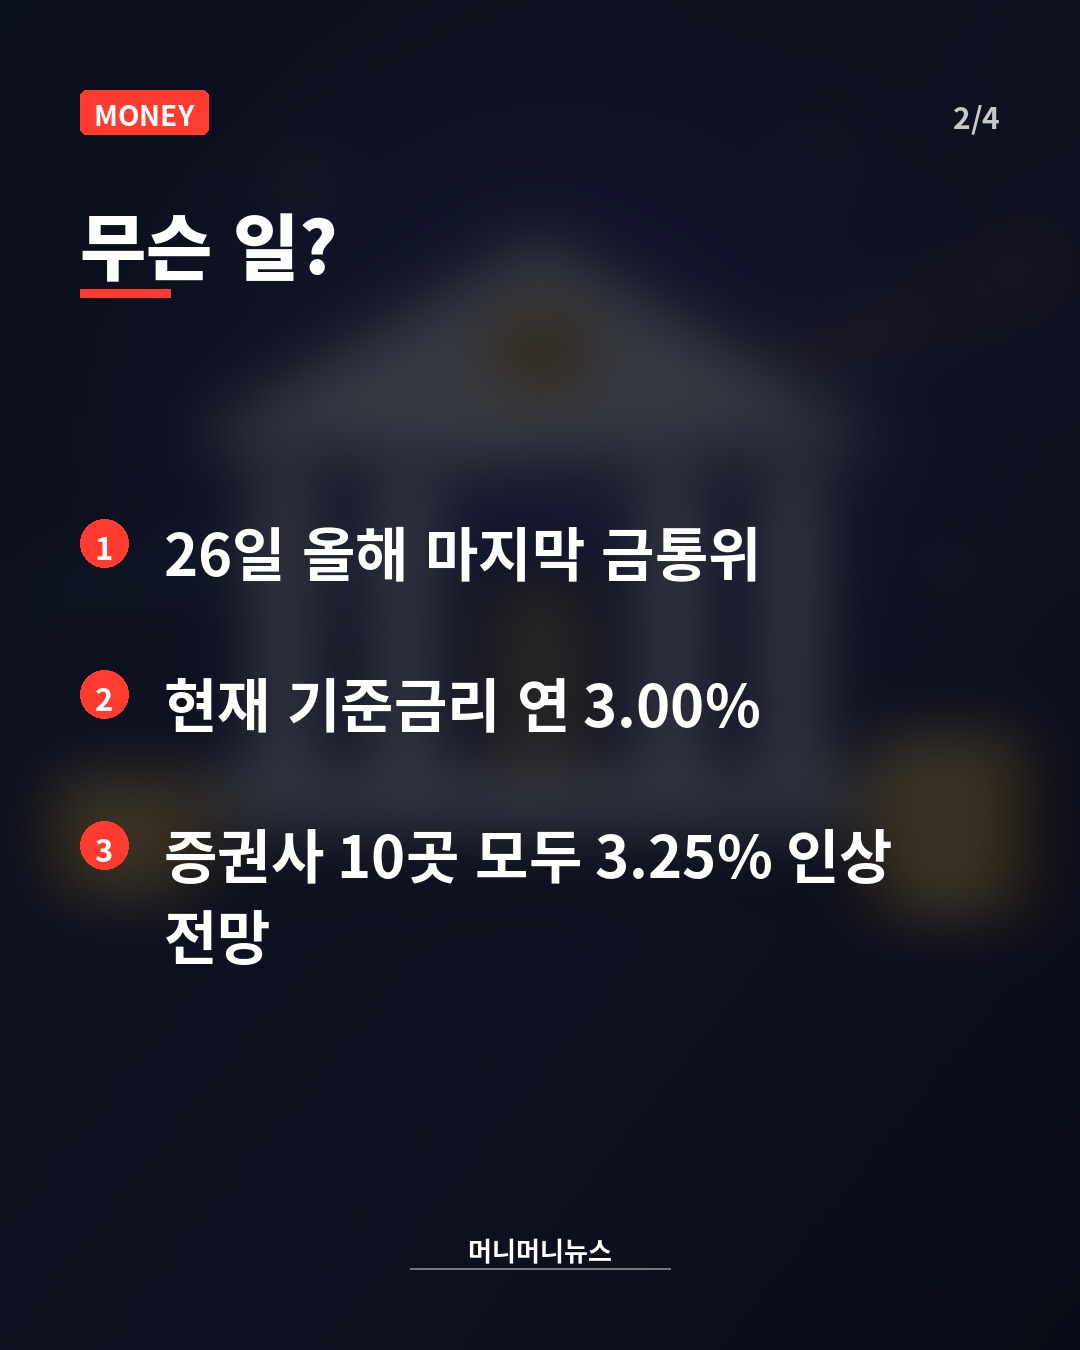 MONEY
2/4
무슨 일?
1 26일 올해 마지막 금통위
2 현재 기준금리 연 3.00%
3 증권사 10곳 모두 3.25% 인상
전망
머니머니뉴스